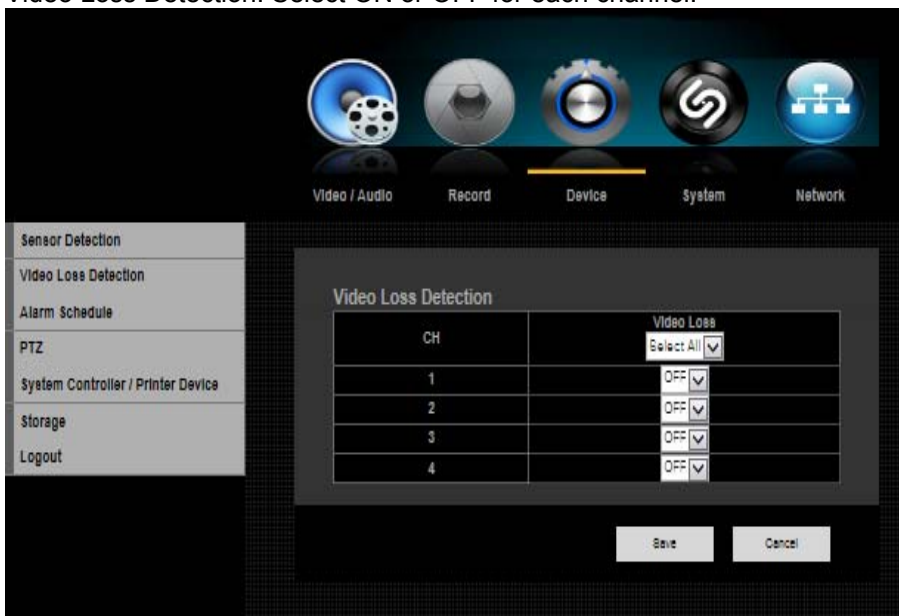 Video Loss Detection: Select ON or OFF for each channel.
Video / Audio Record Device System Network
Sensor Detection
Video Loss Detection
Alarm Schedule
PTZ
System Controller / Printer Device
Storage
Logout
Video Loss Detection
CH Video Loss
Select All
1 OFF
2 OFF
3 OFF
4 OFF
Save Cancel